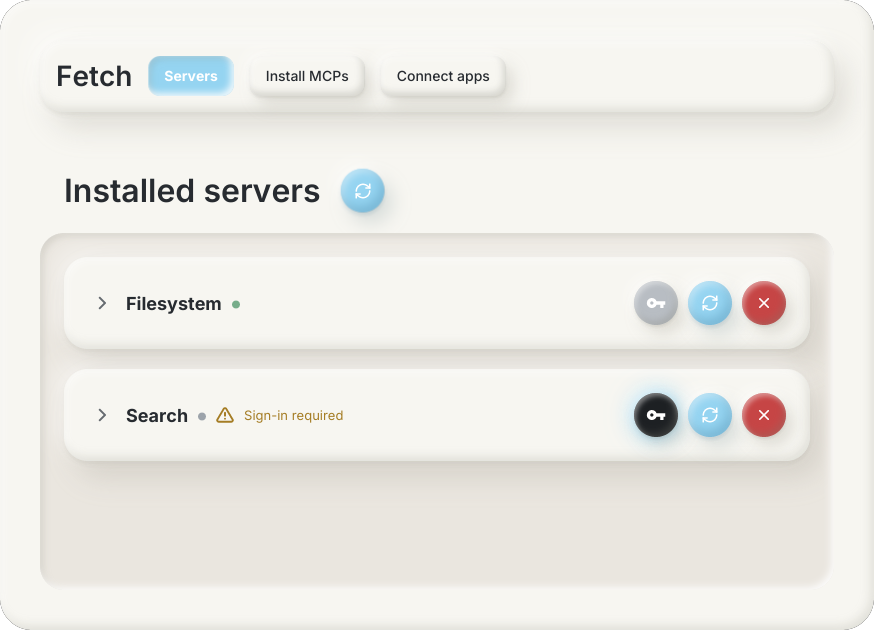 Fetch Servers Install MCPs Connect apps
Installed servers
Filesystem
Search Sign-in required